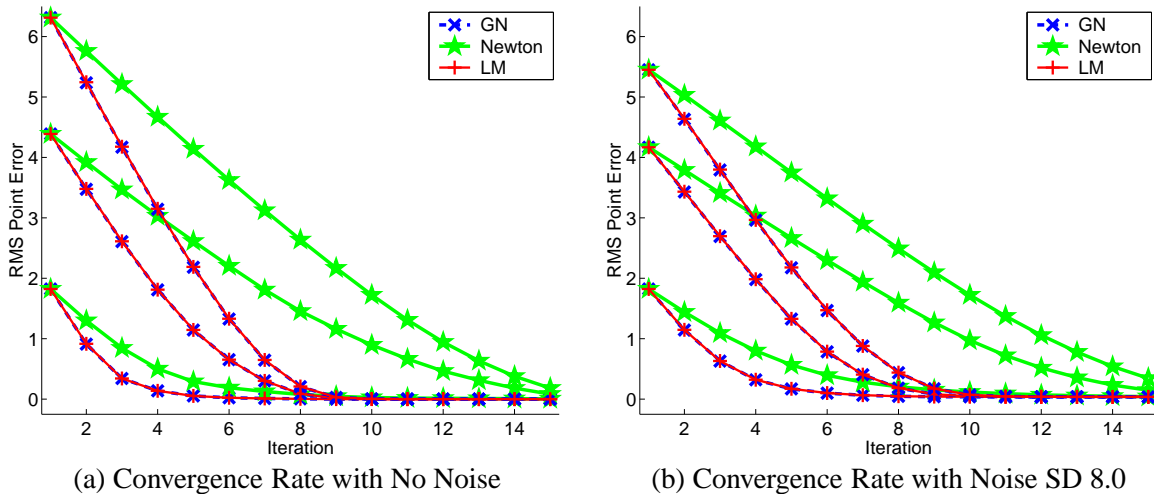 GN
Newton
LM
RMS Point Error
6
5
4
3
2
1
0
2 4 6 8 10 12 14
Iteration
(a) Convergence Rate with No Noise
GN
Newton
LM
RMS Point Error
6
5
4
3
2
1
0
2 4 6 8 10 12 14
Iteration
(b) Convergence Rate with Noise SD 8.0